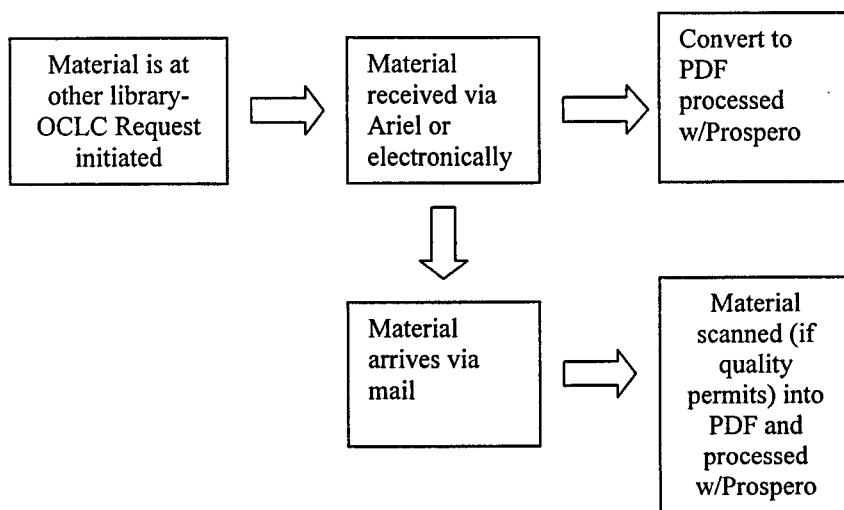 Material is at
other library-
OCLC Request
initiated
Material
received via
Ariel or
electronically
Convert to
PDF
processed
w/Prospero
Material
arrives via
mail
Material
scanned (if
quality
permits) into
PDF and
processed
w/Prospero